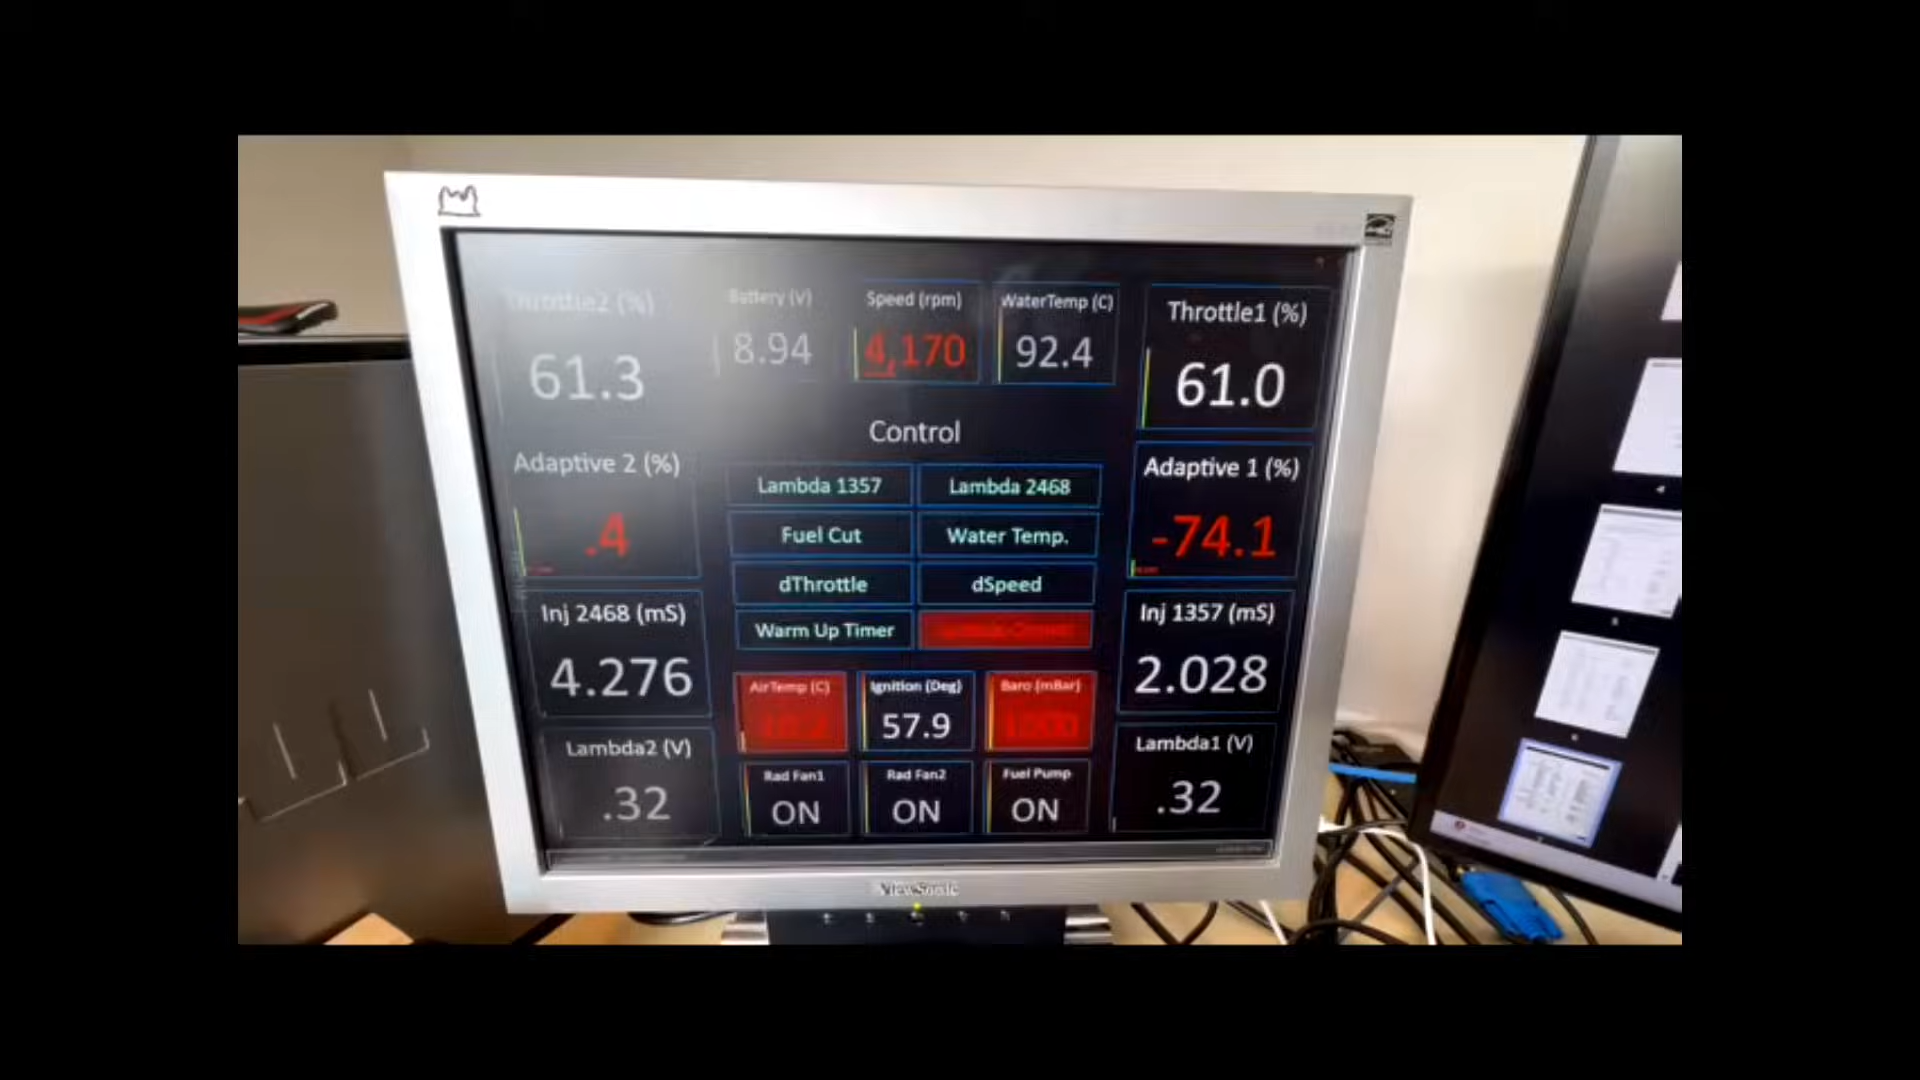 Throttle2 (%)
Battery (V)
Speed (rpm)
WaterTemp (C)
Throttle1 (%)
61.3
8.94
4,170
92.4
61.0
Control
Adaptive 2 (%)
Adaptive 1 (%)
.4
-74.1
Lambda 1357
Lambda 2468
Fuel Cut
Water Temp.
dThrottle
dSpeed
Warm Up Timer
Inj 2468 (mS)
Inj 1357 (mS)
4.276
2.028
AirTemp (C)
Ignition (Deg)
Baro (mBar)
57.9
1000
Lambda2 (V)
Lambda1 (V)
.32
.32
Rad Fan1
Rad Fan2
Fuel Pump
ON
ON
ON
ViewSonic